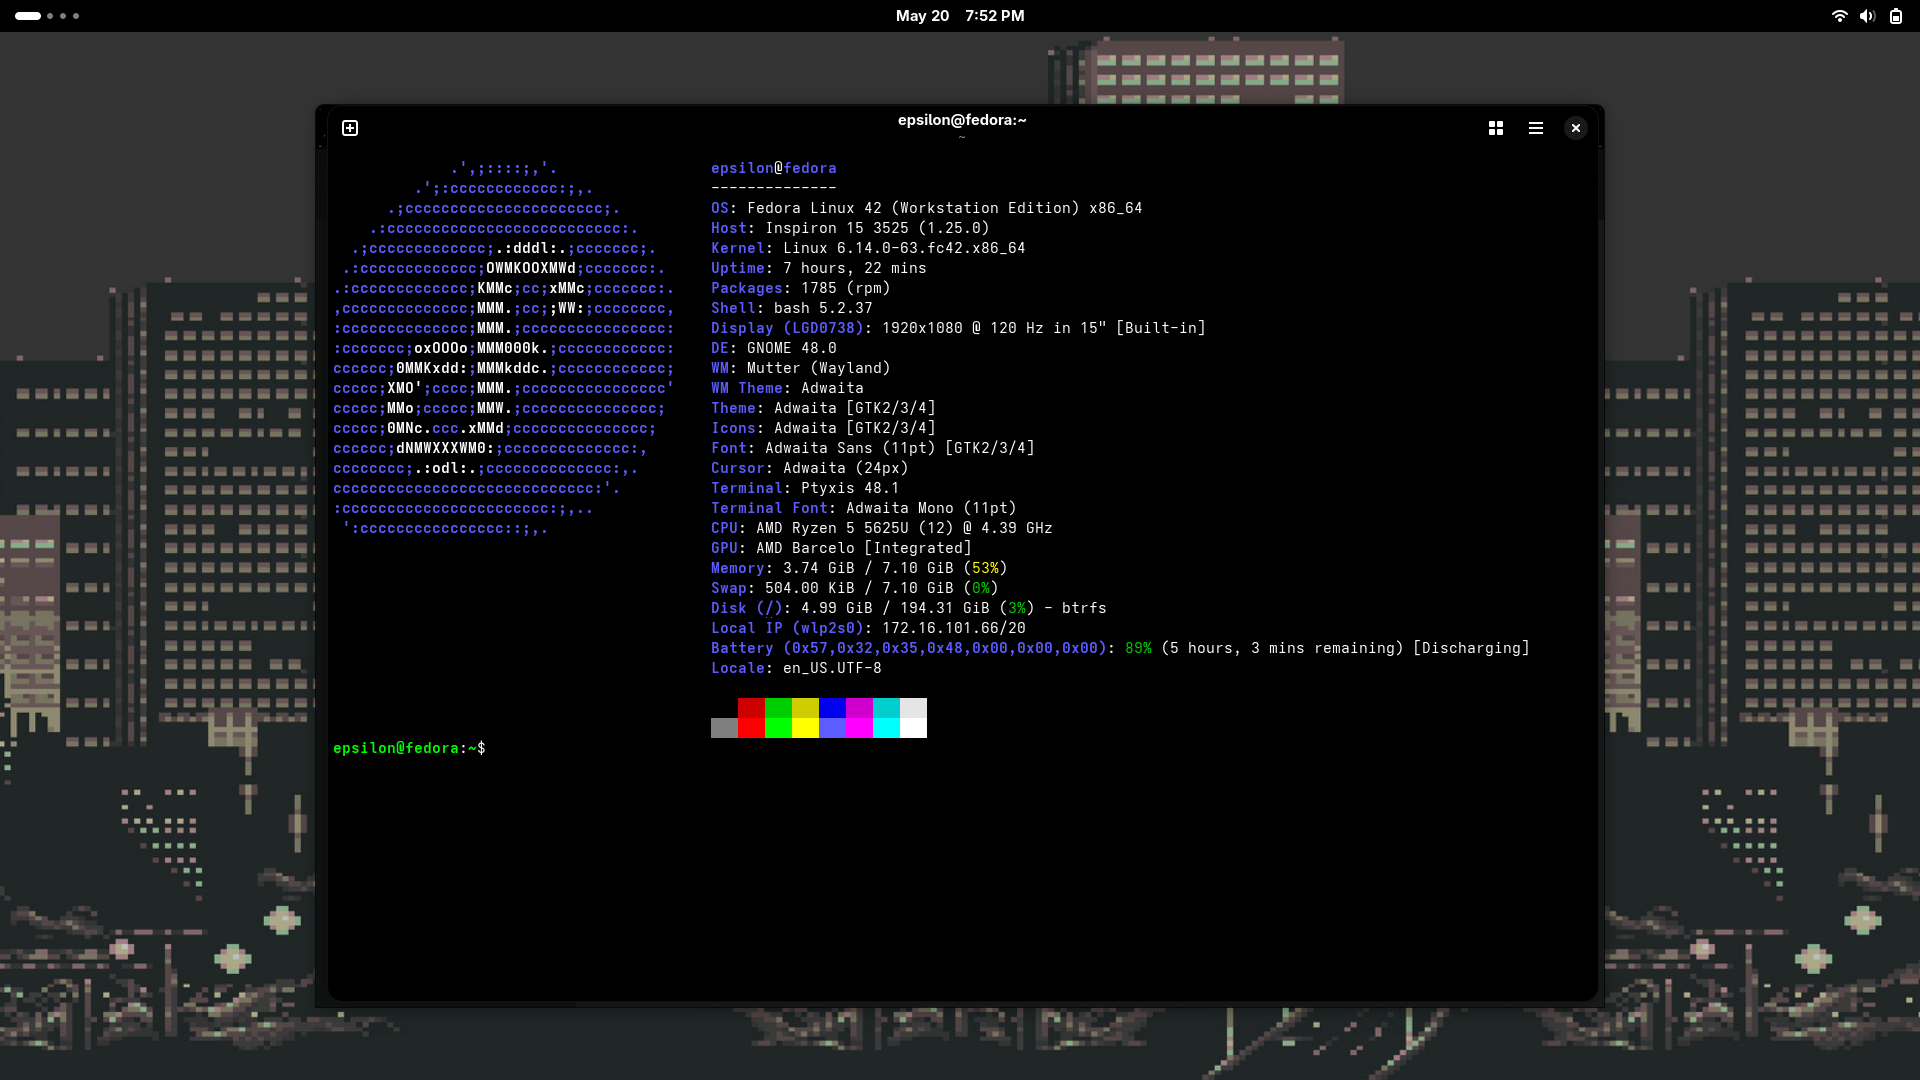 May 20 7:52 PM
epsilon@fedora:~
~
.',;::::;,'.
.';:cccccccccccc:;,.
.;cccccccccccccccccccccc;.
.:cccccccccccccccccccccccccc:.
.;ccccccccccccc;.:dddl:.;ccccccc;.
.:ccccccccccccc;OWMKOOXMWd;ccccccc:.
.:ccccccccccccc;KMMc;cc;xMMc;ccccccc:.
,cccccccccccccc;MMM.;cc;;WW:;cccccccc,
:cccccccccccccc;MMM.;cccccccccccccccc:
:ccccccc;oxOOOo;MMM000k.;cccccccccccc:
cccccc;0MMKxdd:;MMMkddc.;cccccccccccc;
ccccc;XMO';cccc;MMM.;cccccccccccccccc'
ccccc;MMo;ccccc;MMW.;ccccccccccccccc;
ccccc;0MNc.ccc.xMMd;ccccccccccccccc;
cccccc;dNMWXXXWM0:;cccccccccccccc:,
cccccccc;.:odl:.;cccccccccccccc:,.
ccccccccccccccccccccccccccccc:'.
:ccccccccccccccccccccccc:;,..
':cccccccccccccccc::;,.
epsilon@fedora
--------------
OS: Fedora Linux 42 (Workstation Edition) x86_64
Host: Inspiron 15 3525 (1.25.0)
Kernel: Linux 6.14.0-63.fc42.x86_64
Uptime: 7 hours, 22 mins
Packages: 1785 (rpm)
Shell: bash 5.2.37
Display (LGD0738): 1920x1080 @ 120 Hz in 15" [Built-in]
DE: GNOME 48.0
WM: Mutter (Wayland)
WM Theme: Adwaita
Theme: Adwaita [GTK2/3/4]
Icons: Adwaita [GTK2/3/4]
Font: Adwaita Sans (11pt) [GTK2/3/4]
Cursor: Adwaita (24px)
Terminal: Ptyxis 48.1
Terminal Font: Adwaita Mono (11pt)
CPU: AMD Ryzen 5 5625U (12) @ 4.39 GHz
GPU: AMD Barcelo [Integrated]
Memory: 3.74 GiB / 7.10 GiB (53%)
Swap: 504.00 KiB / 7.10 GiB (0%)
Disk (/): 4.99 GiB / 194.31 GiB (3%) - btrfs
Local IP (wlp2s0): 172.16.101.66/20
Battery (0x57,0x32,0x35,0x48,0x00,0x00,0x00): 89% (5 hours, 3 mins remaining) [Discharging]
Locale: en_US.UTF-8
epsilon@fedora:~$